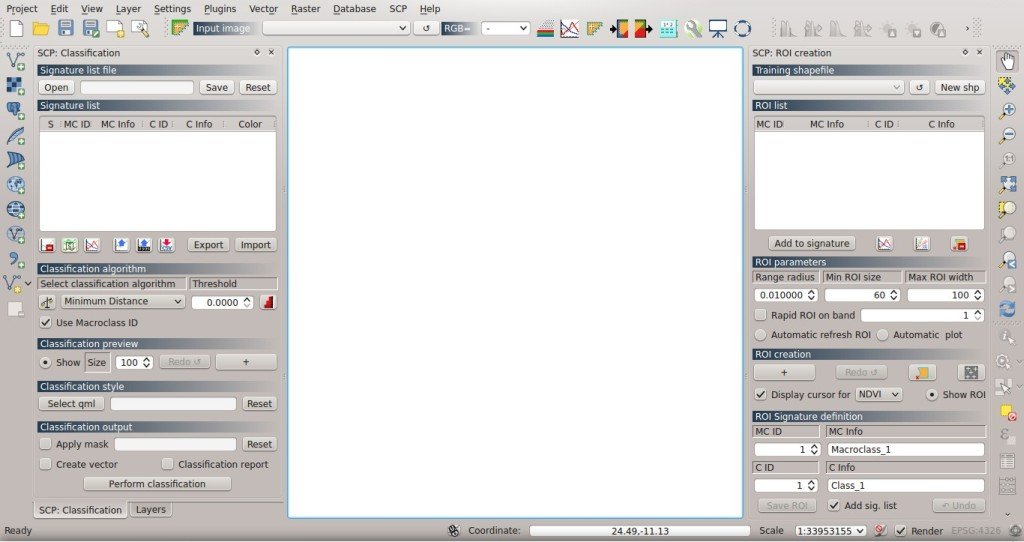 Project Edit View Layer Settings Plugins Vector Raster Database SCP Help
Input image RGB= -
SCP: Classification
Signature list file
Open Save Reset
Signature list
S MC ID MC Info C ID C Info Color
Export Import
Classification algorithm
Select classification algorithm Threshold
Minimum Distance 0.0000
Use Macroclass ID
Classification preview
Show Size 100 Redo ↺ +
Classification style
Select qml Reset
Classification output
Apply mask Reset
Create vector Classification report
Perform classification
SCP: Classification Layers
SCP: ROI creation
Training shapefile
↺ New shp
ROI list
MC ID MC Info C ID C Info
Add to signature
ROI parameters
Range radius Min ROI size Max ROI width
0.010000 60 100
Rapid ROI on band 1
Automatic refresh ROI Automatic plot
ROI creation
+ Redo ↺
Display cursor for NDVI Show ROI
ROI Signature definition
MC ID MC Info
1 Macroclass_1
C ID C Info
1 Class_1
Save ROI Add sig. list ↶ Undo
Ready Coordinate: 24.49,-11.13 Scale 1:33953155 Render EPSG:4326